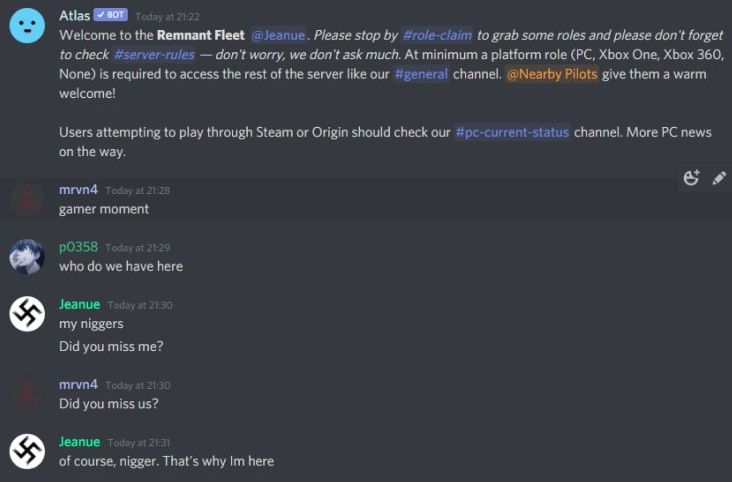 Atlas ✓ BOT Today at 21:22
Welcome to the Remnant Fleet @Jeanue. Please stop by #role-claim to grab some roles and please don't forget
to check #server-rules — don't worry, we don't ask much. At minimum a platform role (PC, Xbox One, Xbox 360,
None) is required to access the rest of the server like our #general channel. @Nearby Pilots give them a warm
welcome!
Users attempting to play through Steam or Origin should check our #pc-current-status channel. More PC news
on the way.
mrvn4 Today at 21:28
gamer moment
p0358 Today at 21:29
who do we have here
Jeanue Today at 21:30
my niggers
Did you miss me?
mrvn4 Today at 21:30
Did you miss us?
Jeanue Today at 21:31
of course, nigger. That's why Im here